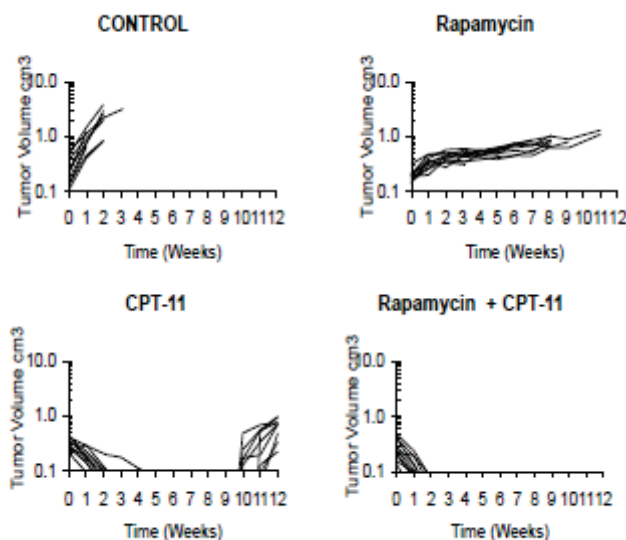 CONTROL
Tumor Volume cm3
10.0
1.0
0.1
0 1 2 3 4 5 6 7 8 9 10 11 12
Time (Weeks)
Rapamycin
Tumor Volume cm3
10.0
1.0
0.1
0 1 2 3 4 5 6 7 8 9 10 11 12
Time (Weeks)
CPT-11
Tumor Volume cm3
10.0
1.0
0.1
0 1 2 3 4 5 6 7 8 9 10 11 12
Time (Weeks)
Rapamycin + CPT-11
Tumor Volume cm3
10.0
1.0
0.1
0 1 2 3 4 5 6 7 8 9 10 11 12
Time (Weeks)